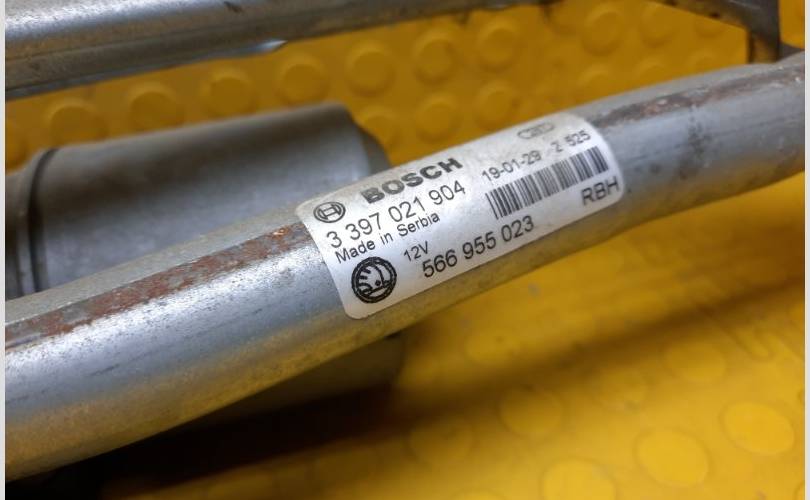 BOSCH
19-01-29 Z 525
3 397 021 904
Made in Serbia
RBH
12V
566 955 023